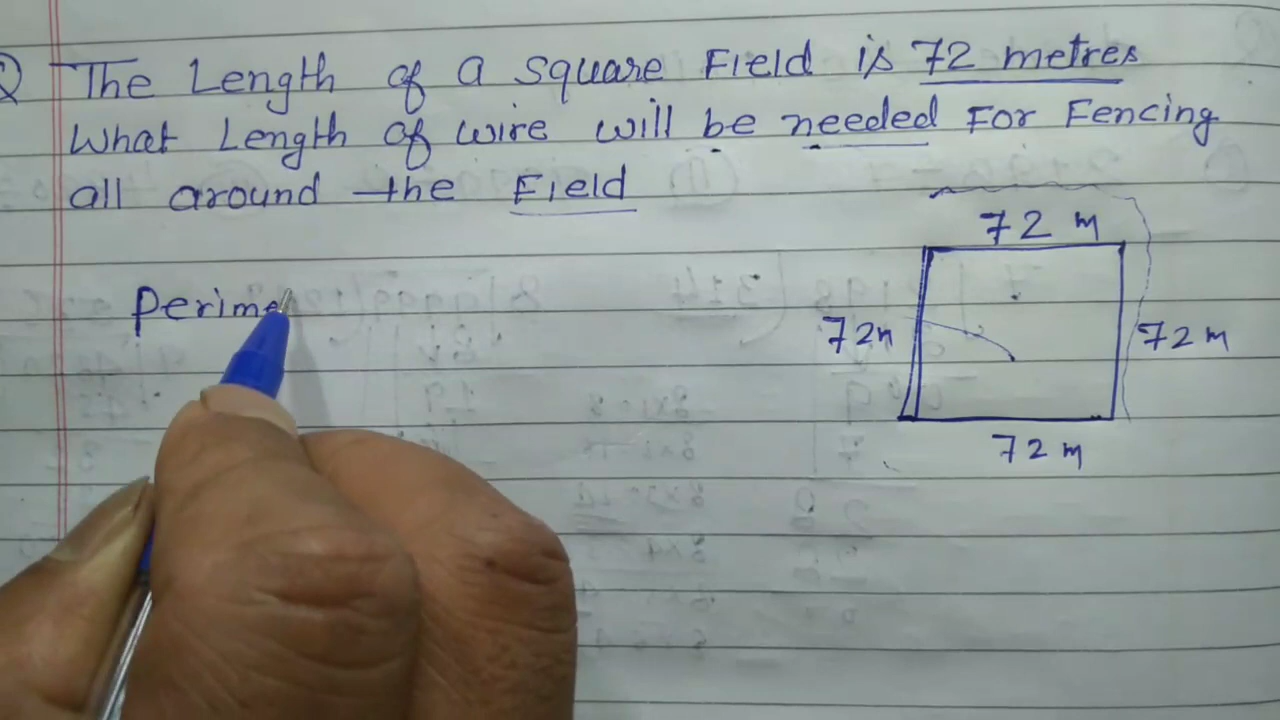 Q The Length of a square Field is 72 metres
What Length of wire will be needed For Fencing
all around the Field
72 m
Perime
72m
72 m
72 m